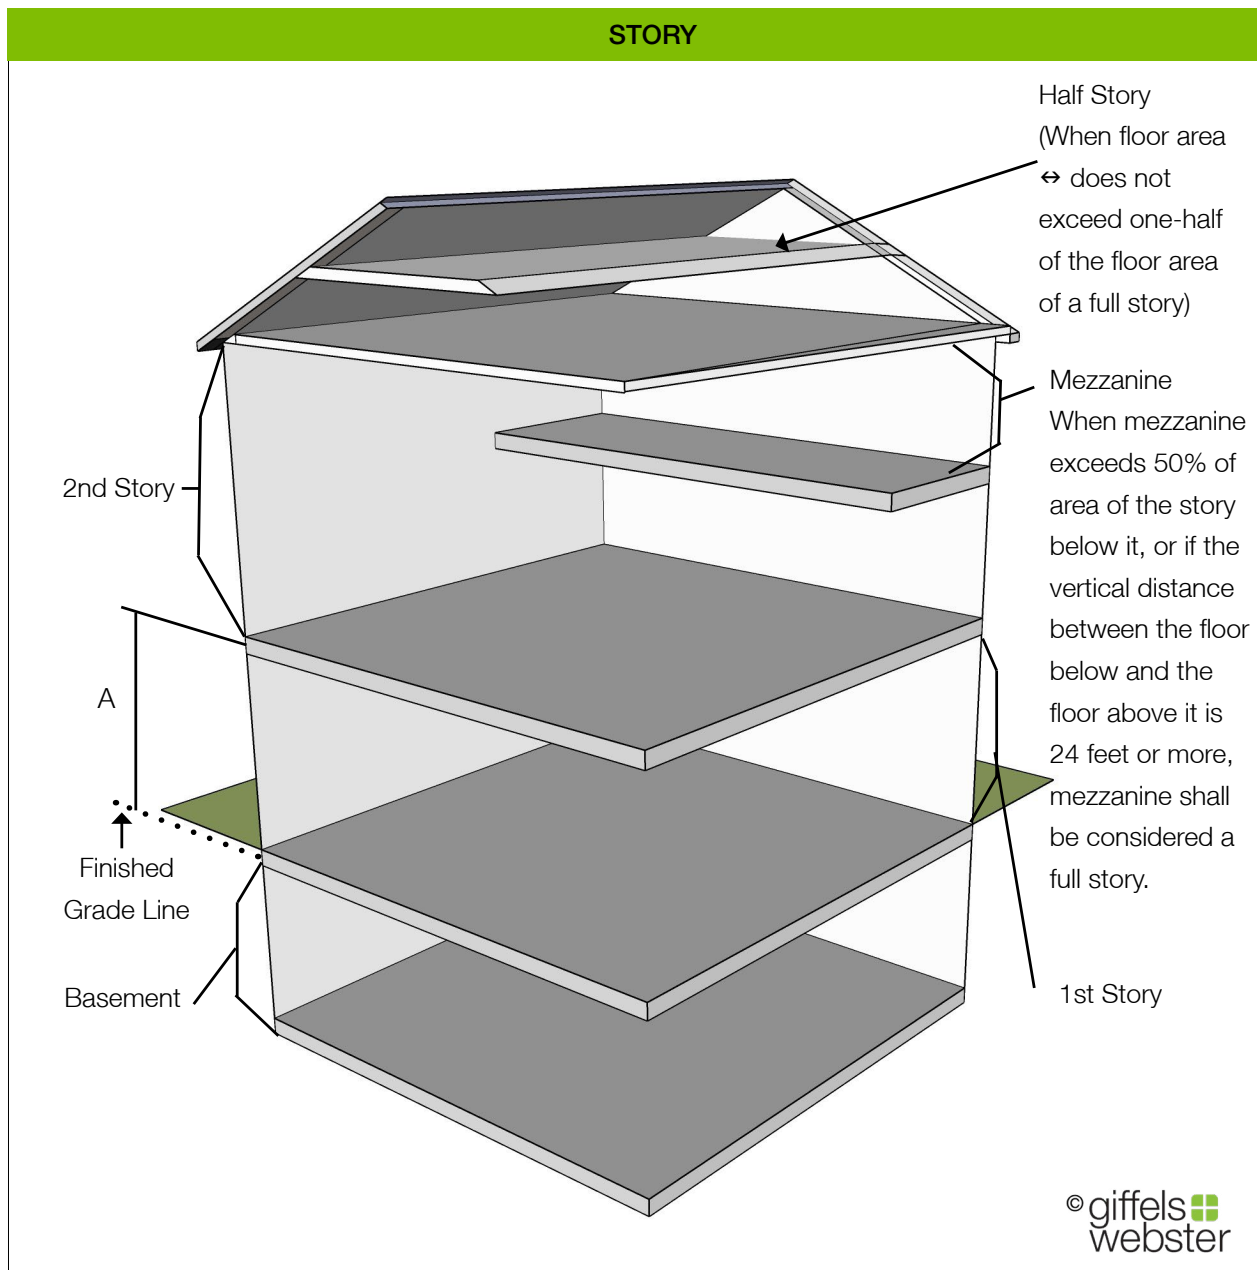 STORY
Half Story
(When floor area
↔ does not
exceed one-half
of the floor area
of a full story)
Mezzanine
When mezzanine
exceeds 50% of
area of the story
below it, or if the
vertical distance
between the floor
below and the
floor above it is
24 feet or more,
mezzanine shall
be considered a
full story.
2nd Story
A
Finished
Grade Line
Basement
1st Story
© giffels
webster